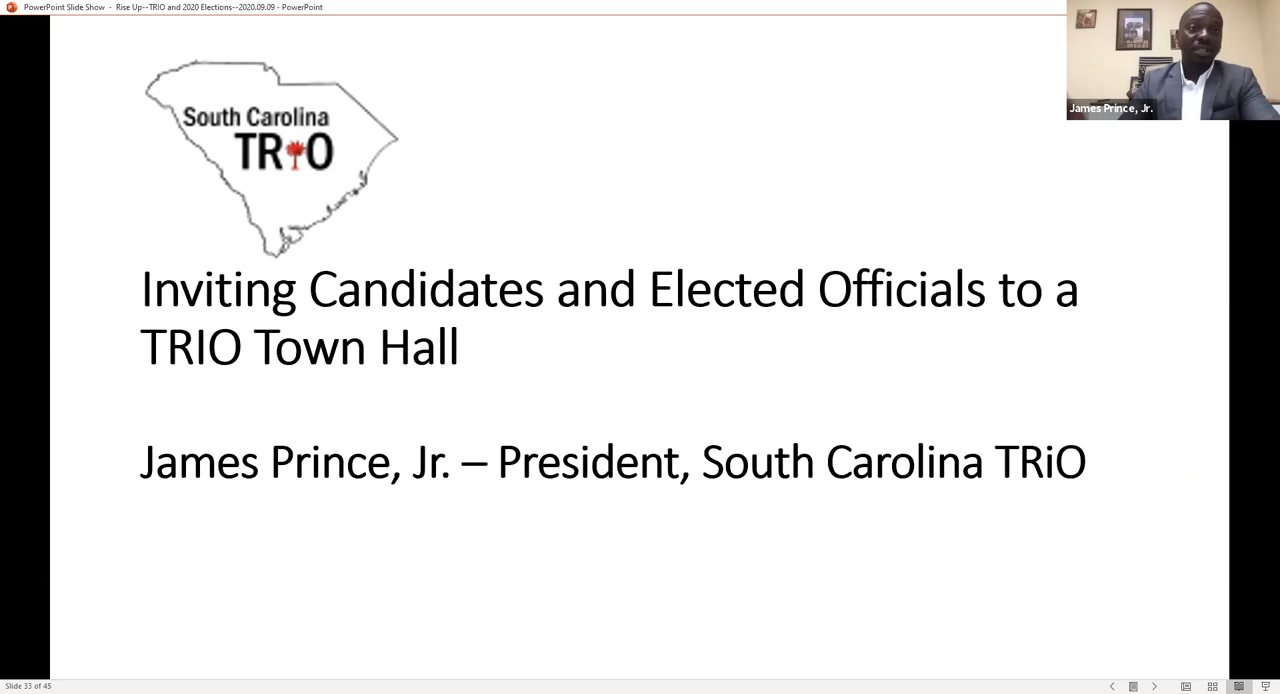 PowerPoint Slide Show - Rise Up--TRIO and 2020 Elections--2020.09.09 - PowerPoint
James Prince, Jr.
South Carolina
TRiO
Inviting Candidates and Elected Officials to a
TRIO Town Hall
James Prince, Jr. – President, South Carolina TRiO
Slide 33 of 45